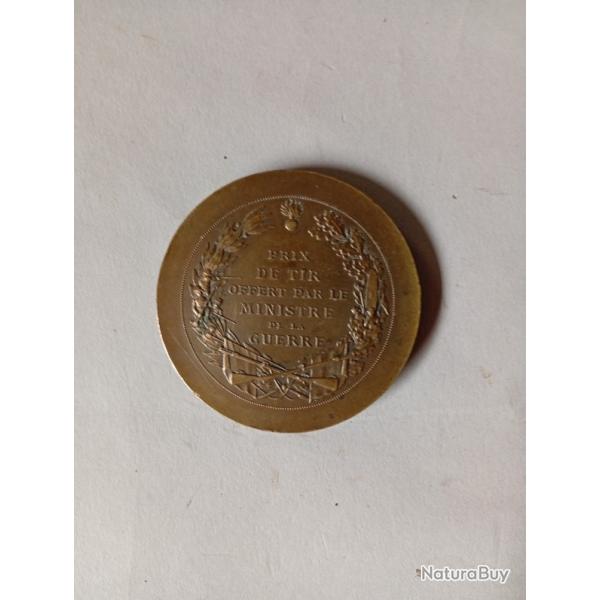 PRIX
DE TIR
OFFERT PAR LE
MINISTRE
DE LA
GUERRE
NaturaBuy